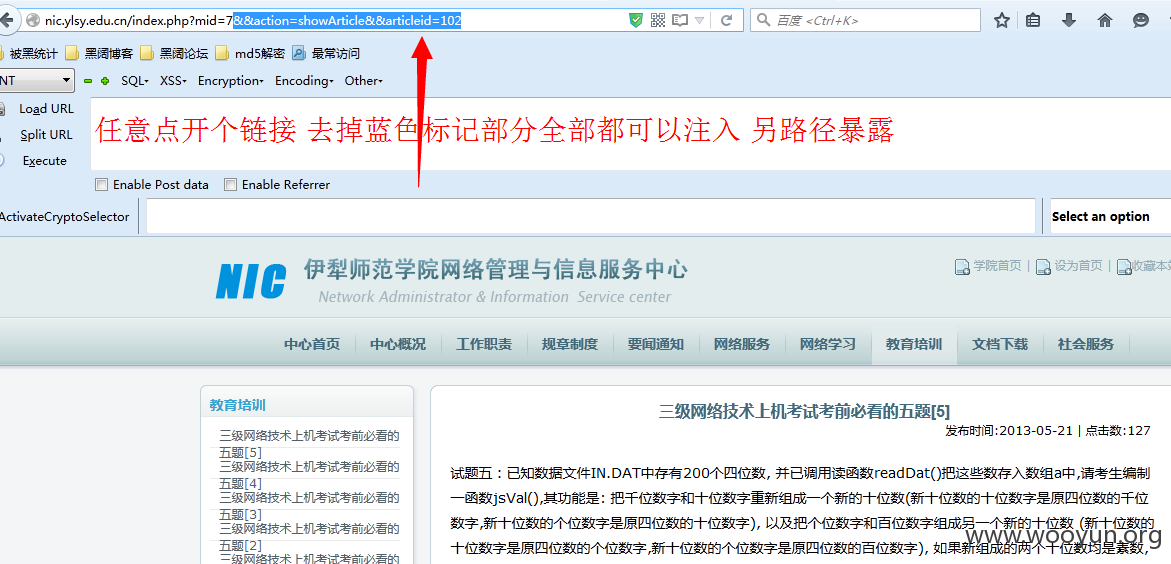 nic.ylsy.edu.cn/index.php?mid=7&&action=showArticle&&articleid=102
百度 <Ctrl+K>
被黑统计 黑阔博客 黑阔论坛 md5解密 最常访问
NT SQL XSS Encryption Encoding Other
Load URL
Split URL
Execute
任意点开个链接 去掉蓝色标记部分全部都可以注入 另路径暴露
Enable Post data Enable Referrer
ActivateCryptoSelector
Select an option
NIC 伊犁师范学院网络管理与信息服务中心
Network Administrator & Information Service center
学院首页 | 设为首页 | 收藏本站
中心首页 中心概况 工作职责 规章制度 要闻通知 网络服务 网络学习 教育培训 文档下载 社会服务
教育培训
三级网络技术上机考试考前必看的
五题[5]
三级网络技术上机考试考前必看的
五题[4]
三级网络技术上机考试考前必看的
五题[3]
三级网络技术上机考试考前必看的
五题[2]
三级网络技术上机考试考前必看的
三级网络技术上机考试考前必看的五题[5]
发布时间:2013-05-21 | 点击数:127
试题五：已知数据文件IN.DAT中存有200个四位数, 并已调用读函数readDat()把这些数存入数组a中,请考生编制
一函数jsVal(),其功能是: 把千位数字和十位数字重新组成一个新的十位数(新十位数的十位数字是原四位数的千位
数字,新十位数的个位数字是原四位数的十位数字), 以及把个位数字和百位数字组成另一个新的十位数 (新十位数的
十位数字是原四位数的个位数字,新十位数的个位数字是原四位数的百位数字), 如果新组成的两个十位数均是素数,
www.wooyun.org